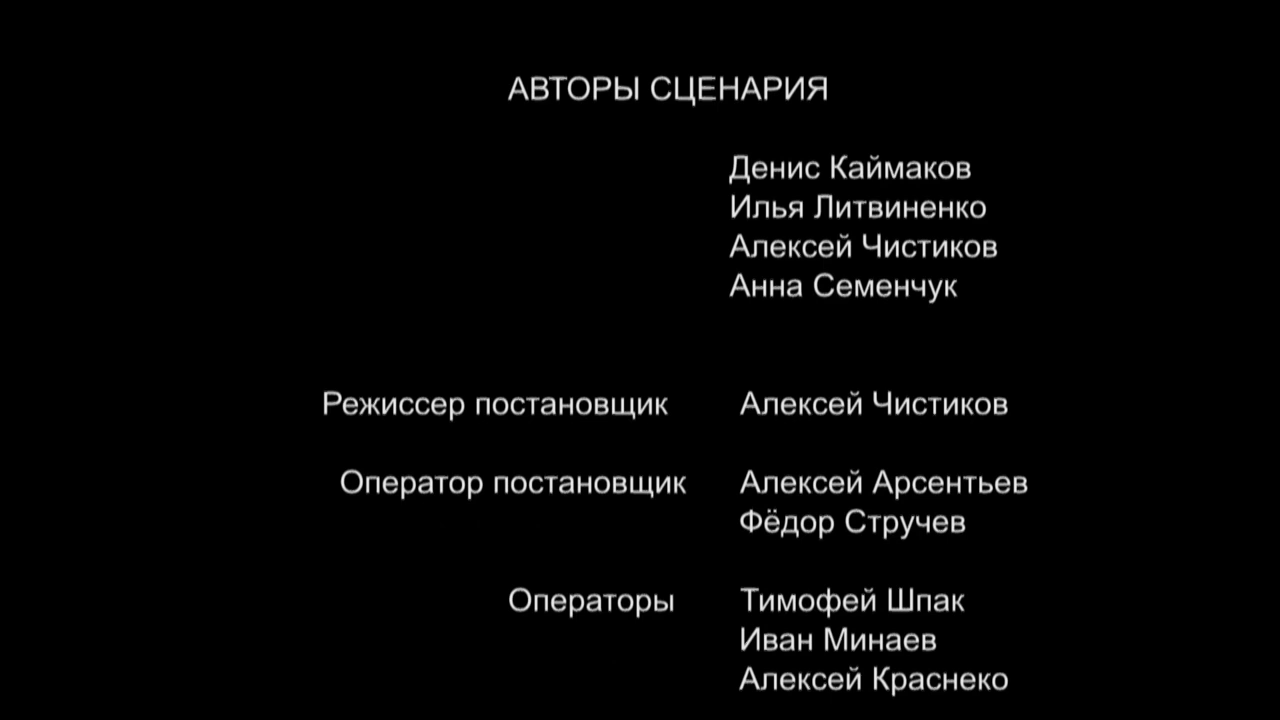 АВТОРЫ СЦЕНАРИЯ
Денис Каймаков
Илья Литвиненко
Алексей Чистиков
Анна Семенчук
Режиссер постановщик Алексей Чистиков
Оператор постановщик Алексей Арсентьев
Фёдор Стручев
Операторы Тимофей Шпак
Иван Минаев
Алексей Краснеко